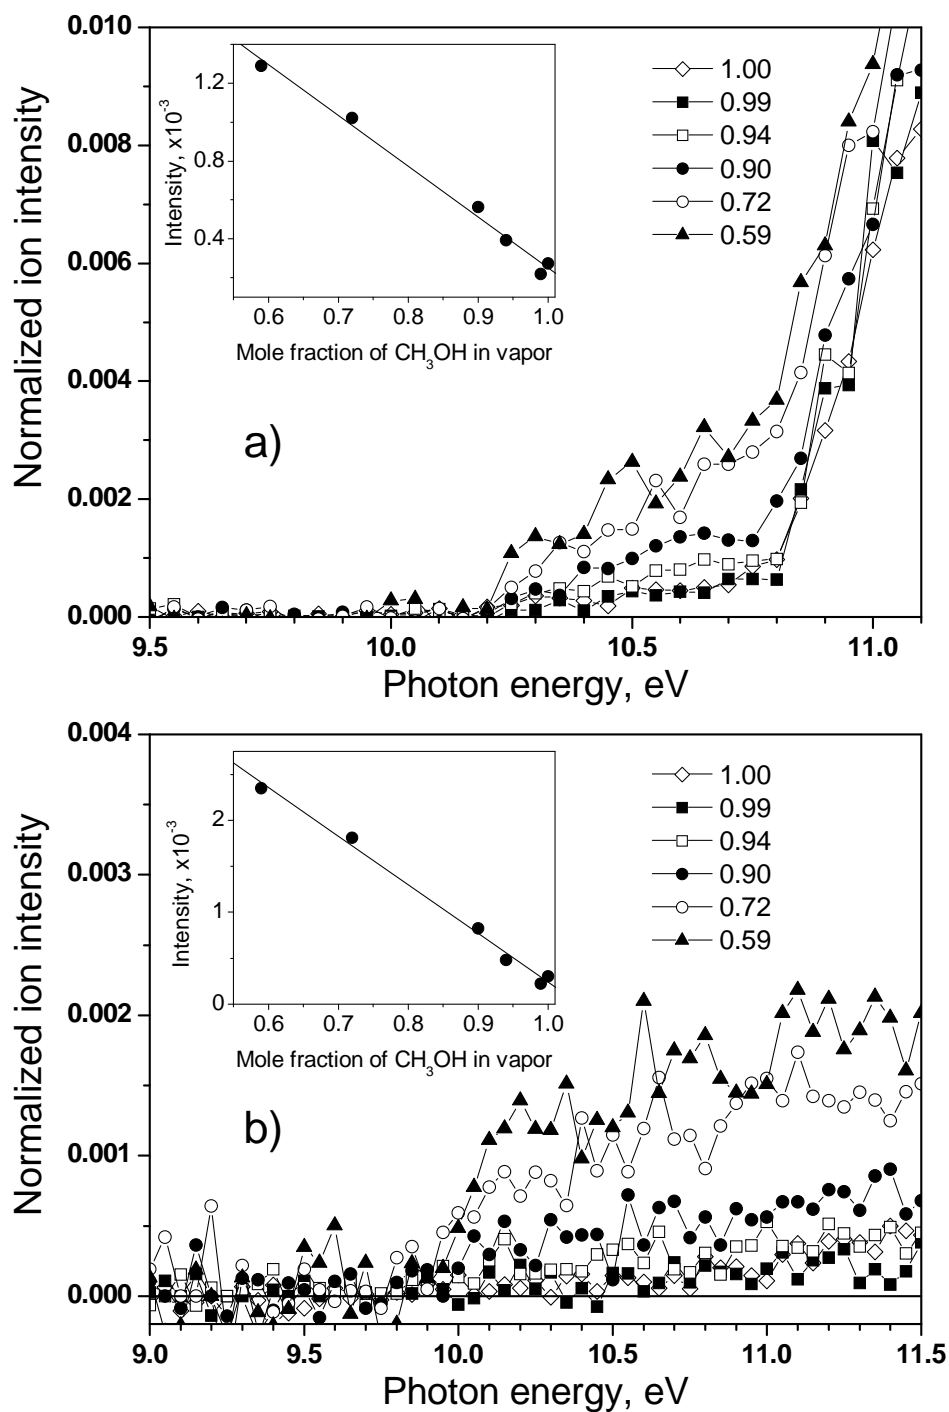 0.010
0.008
0.006
0.004
0.002
0.000
Normalized ion intensity
1.2
0.8
0.4
Intensity, x10⁻³
0.6 0.7 0.8 0.9 1.0
Mole fraction of CH₃OH in vapor
1.00
0.99
0.94
0.90
0.72
0.59
a)
9.5 10.0 10.5 11.0
Photon energy, eV
0.004
0.003
0.002
0.001
0.000
Normalized ion intensity
2
1
0
Intensity, x10⁻³
0.6 0.7 0.8 0.9 1.0
Mole fraction of CH₃OH in vapor
1.00
0.99
0.94
0.90
0.72
0.59
b)
9.0 9.5 10.0 10.5 11.0 11.5
Photon energy, eV